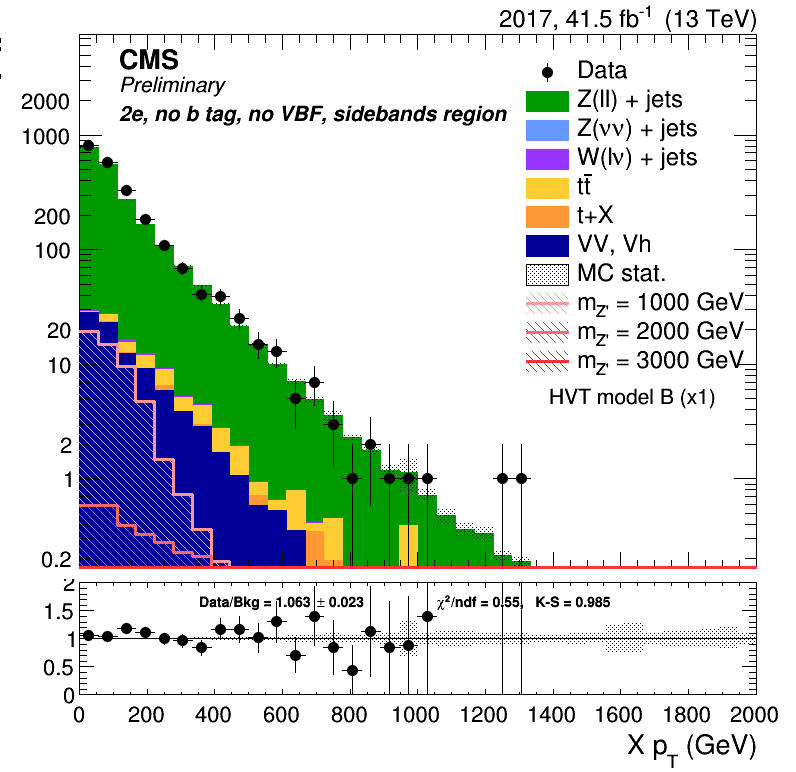 2017, 41.5 fb⁻¹ (13 TeV)
CMS
Preliminary
2e, no b tag, no VBF, sidebands region
Data
Z(ll) + jets
Z(νν) + jets
W(lν) + jets
tt̄
t+X
VV, Vh
MC stat.
m_Z' = 1000 GeV
m_Z' = 2000 GeV
m_Z' = 3000 GeV
HVT model B (x1)
2000
1000
200
100
20
10
2
1
0.2
Data/Bkg = 1.063 ± 0.023
χ²/ndf = 0.55, K-S = 0.985
2
1.5
1
0.5
0
0 200 400 600 800 1000 1200 1400 1600 1800 2000
X p_T (GeV)